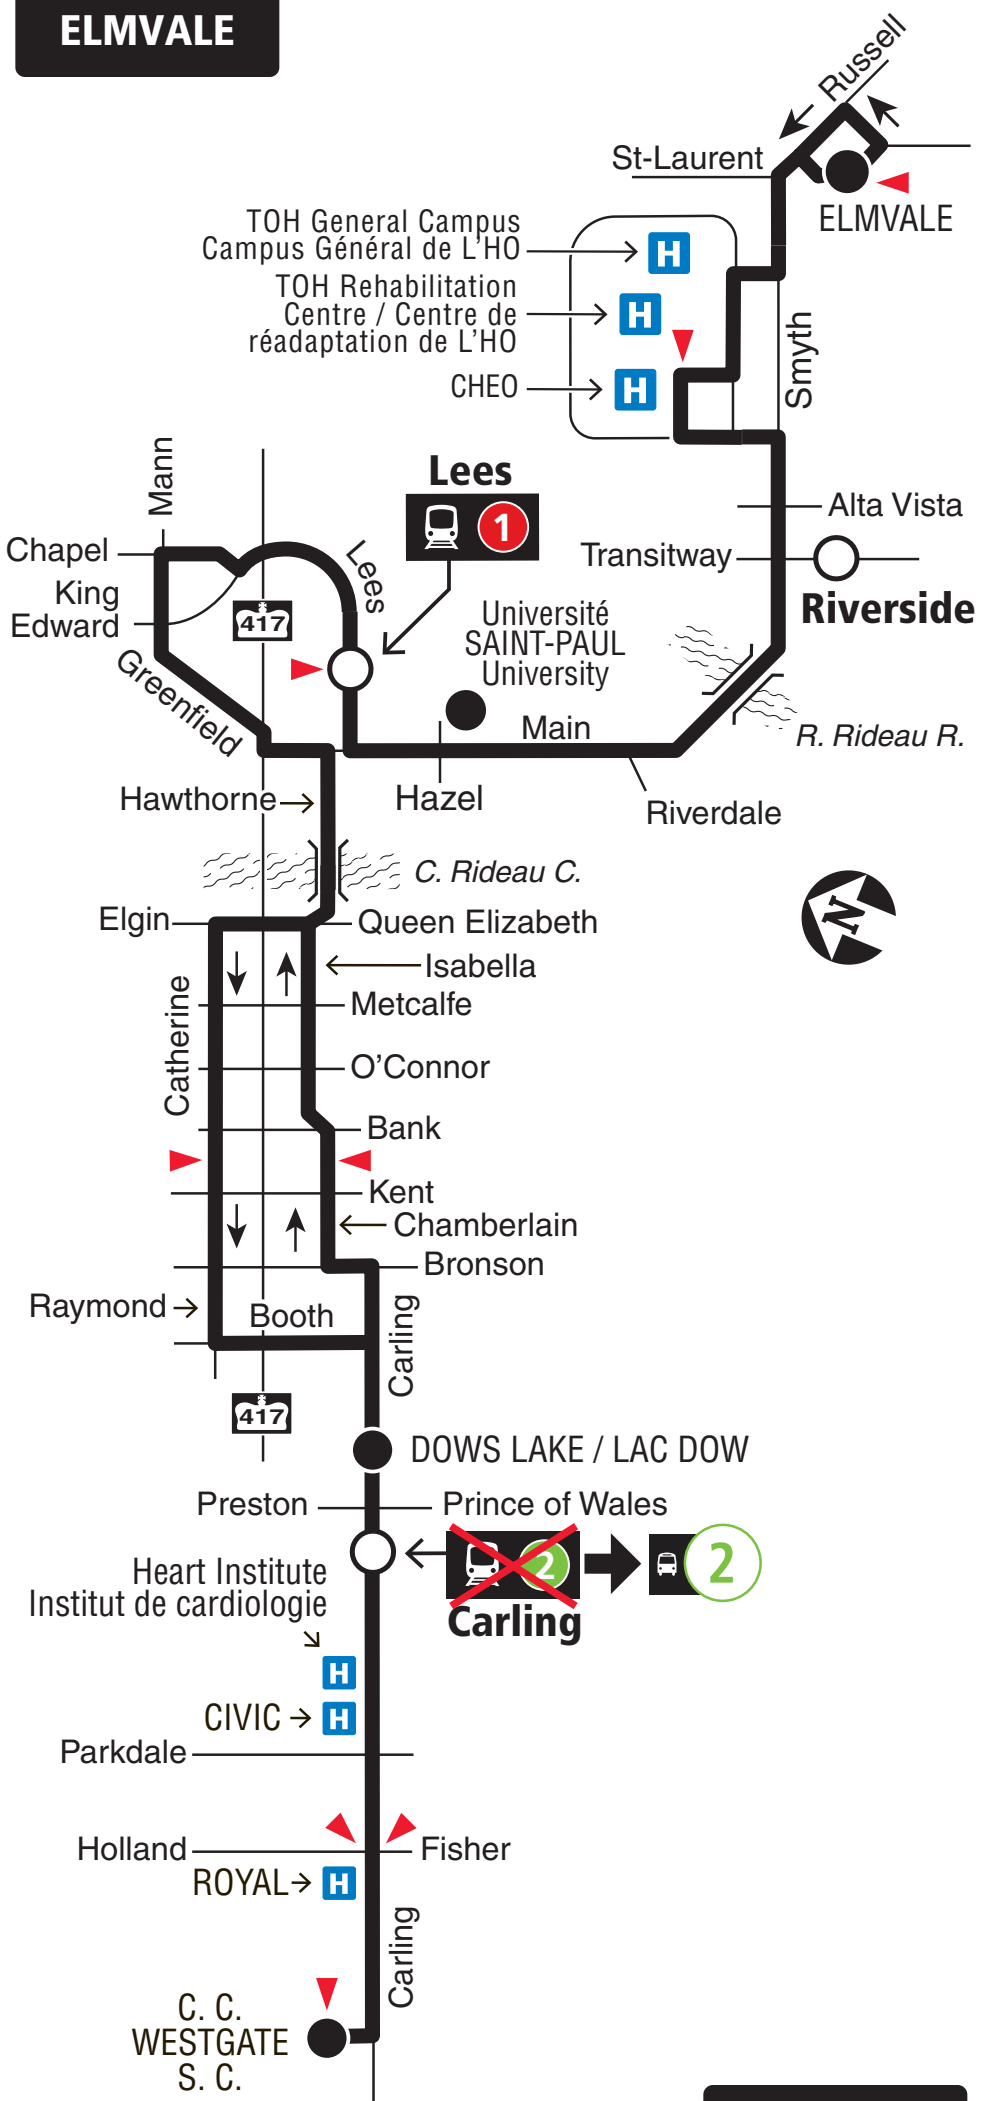 ELMVALE
Russell
St-Laurent
ELMVALE
TOH General Campus
Campus Général de L'HO
H
TOH Rehabilitation
Centre / Centre de
réadaptation de L'HO
H
CHEO
H
Smyth
Mann
Lees
1
Alta Vista
Chapel
Lees
Transitway
King
Edward
417
Université
SAINT-PAUL
University
Riverside
Greenfield
Main
R. Rideau R.
Hawthorne
Hazel
Riverdale
C. Rideau C.
N
Elgin
Queen Elizabeth
Isabella
Catherine
Metcalfe
O'Connor
Bank
Kent
Chamberlain
Bronson
Raymond
Booth
Carling
417
DOWS LAKE / LAC DOW
Preston
Prince of Wales
2
2
Carling
Heart Institute
Institut de cardiologie
H
CIVIC
H
Parkdale
Holland
Fisher
ROYAL
H
Carling
C. C.
WESTGATE
S. C.